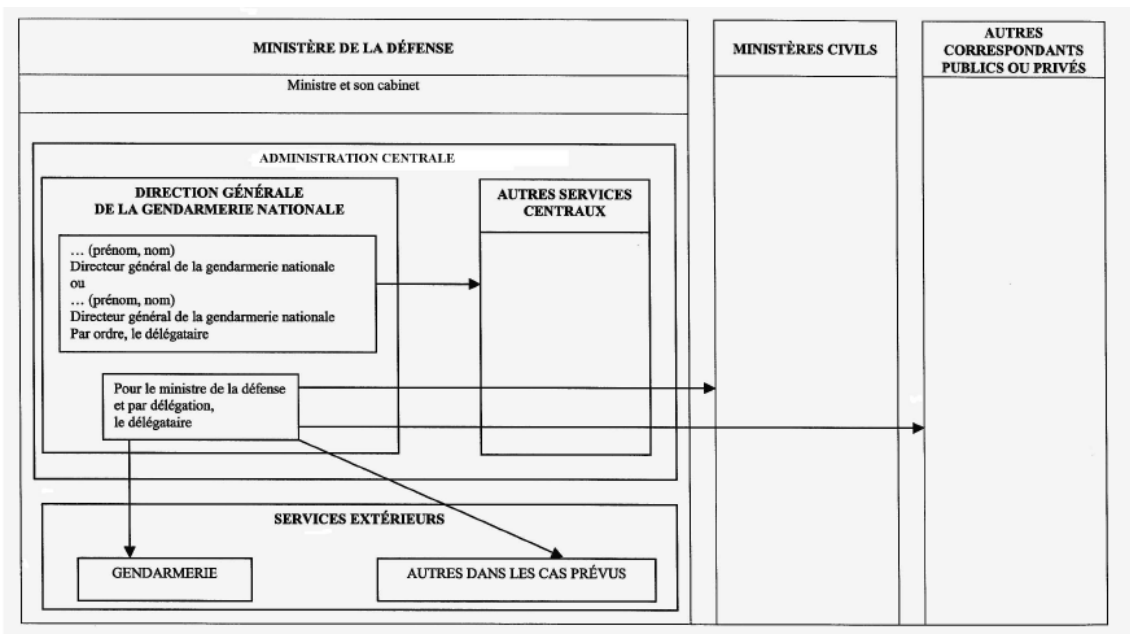 MINISTÈRE DE LA DÉFENSE
Ministre et son cabinet
ADMINISTRATION CENTRALE
DIRECTION GÉNÉRALE
DE LA GENDARMERIE NATIONALE
… (prénom, nom)
Directeur général de la gendarmerie nationale
ou
… (prénom, nom)
Directeur général de la gendarmerie nationale
Par ordre, le délégataire
Pour le ministre de la défense
et par délégation,
le délégataire
AUTRES SERVICES
CENTRAUX
SERVICES EXTÉRIEURS
GENDARMERIE
AUTRES DANS LES CAS PRÉVUS
MINISTÈRES CIVILS
AUTRES
CORRESPONDANTS
PUBLICS OU PRIVÉS